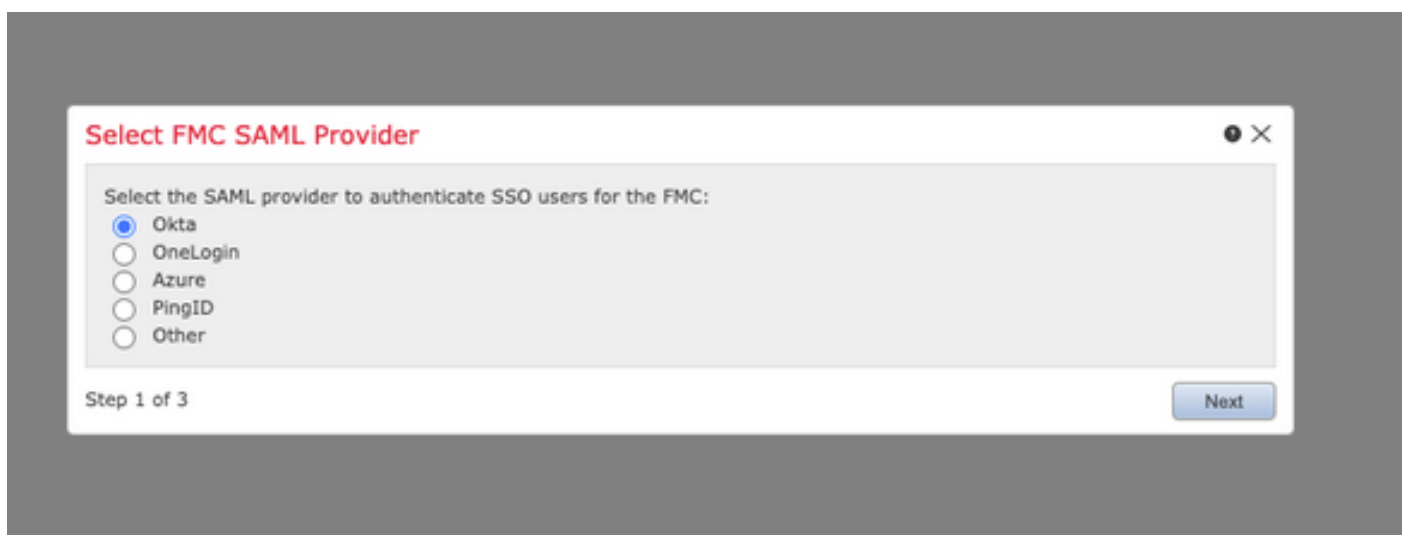 Select FMC SAML Provider
Select the SAML provider to authenticate SSO users for the FMC:
Okta
OneLogin
Azure
PingID
Other
Step 1 of 3
Next